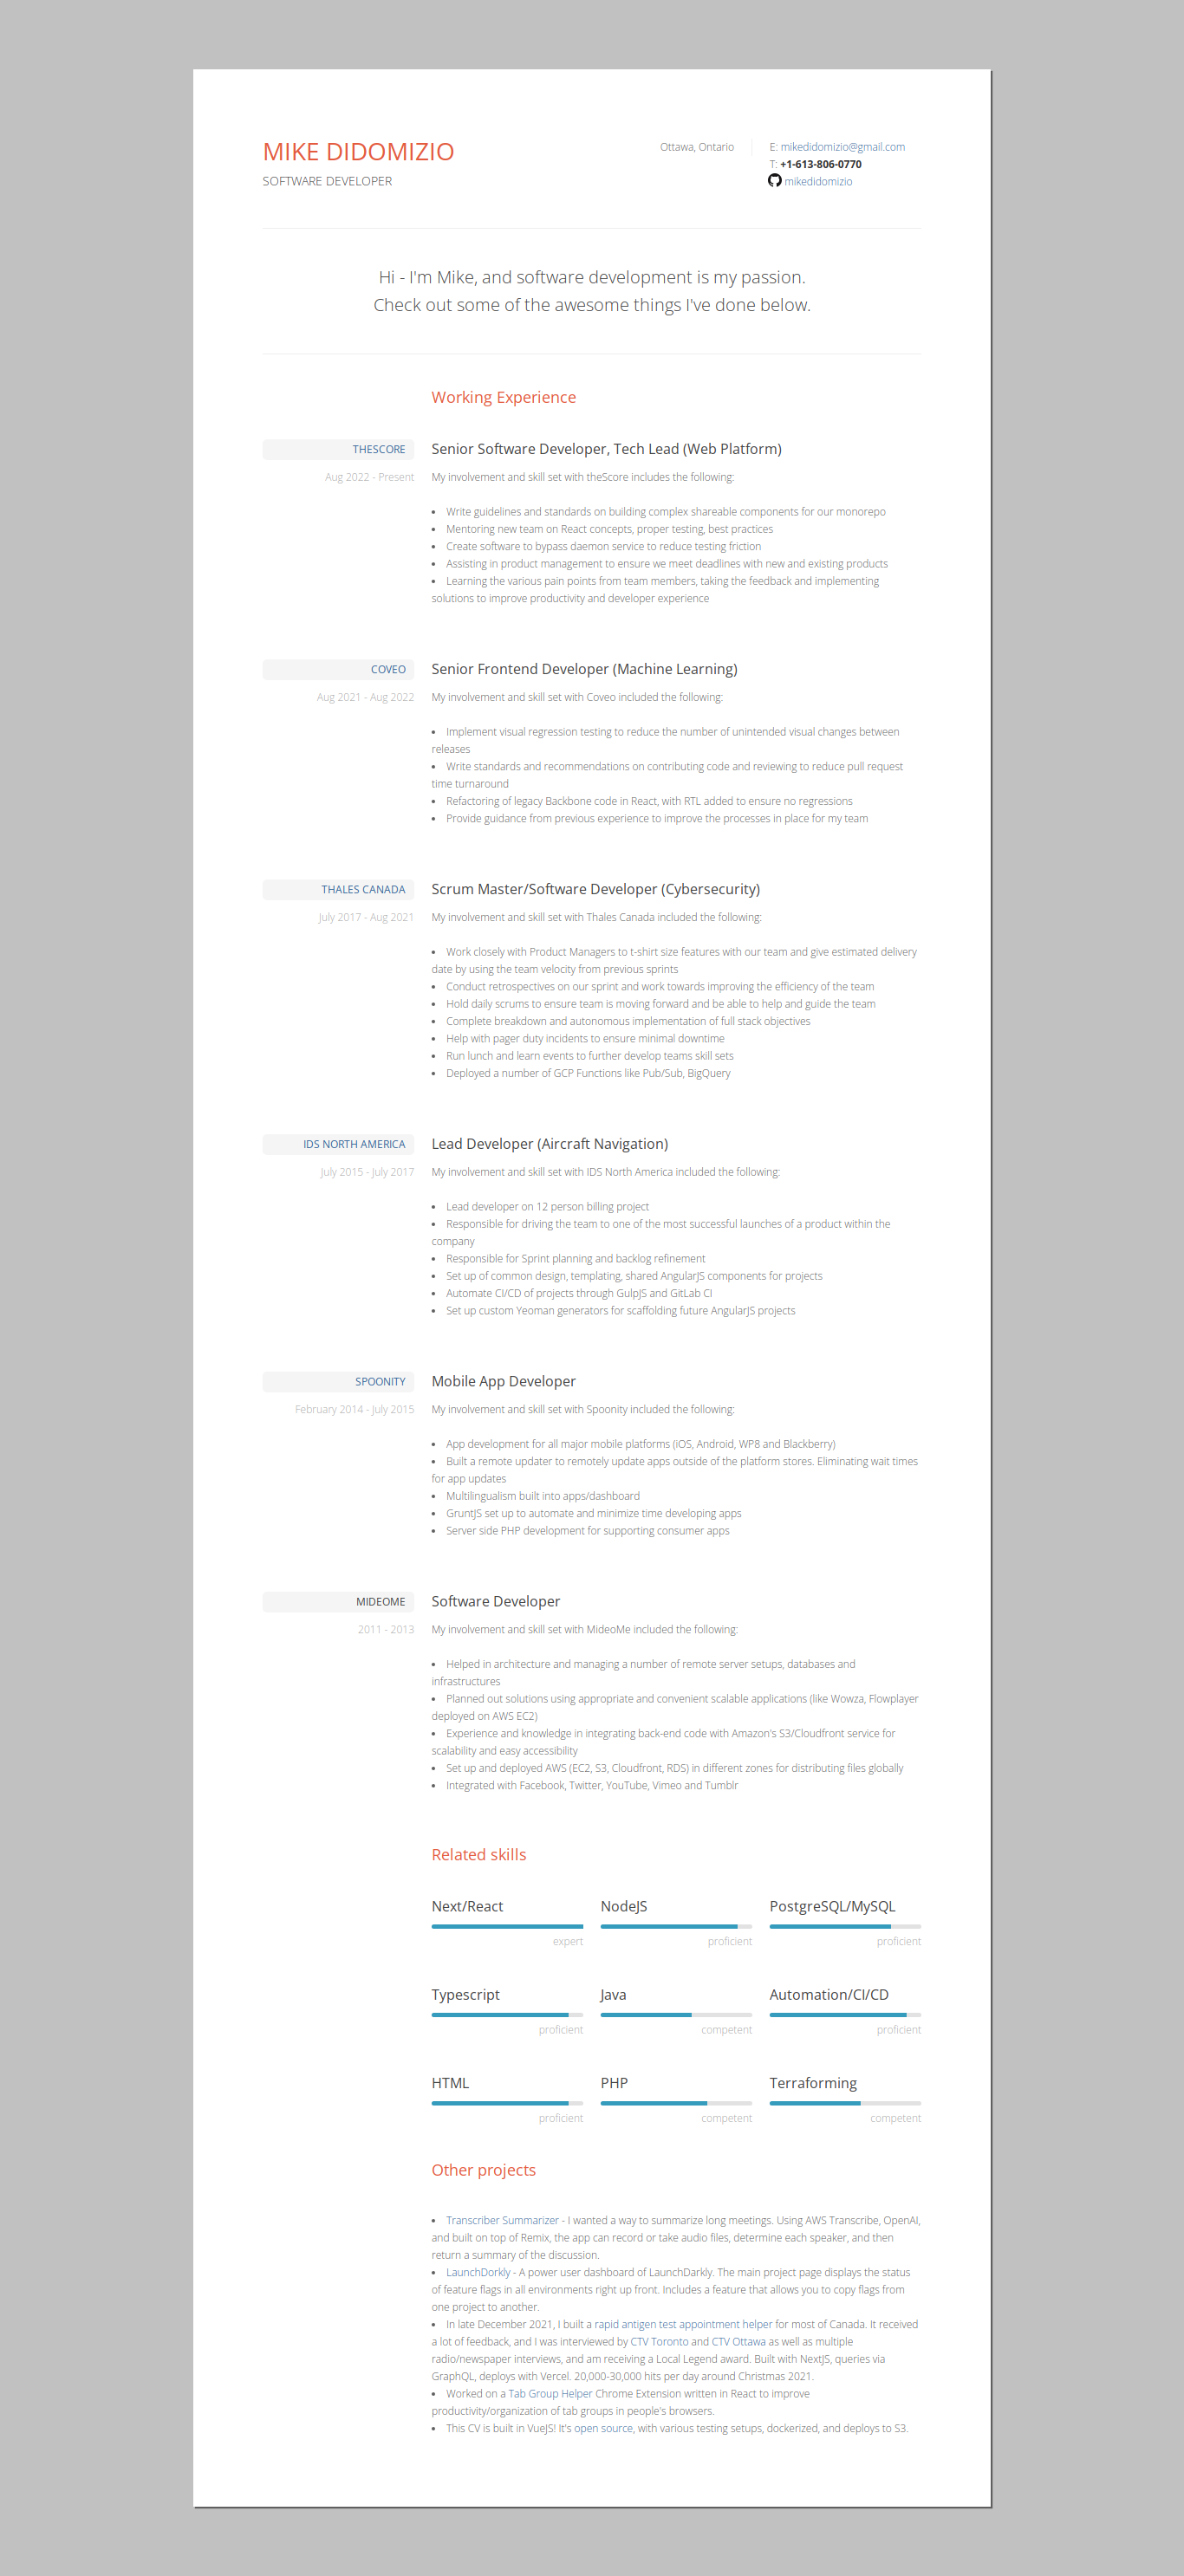 MIKE DIDOMIZIO
SOFTWARE DEVELOPER
Ottawa, Ontario
E: mikedidomizio@gmail.com
T: +1-613-806-0770
mikedidomizio
Hi - I'm Mike, and software development is my passion.
Check out some of the awesome things I've done below.
Working Experience
THESCORE
Aug 2022 - Present
Senior Software Developer, Tech Lead (Web Platform)
My involvement and skill set with theScore includes the following:
• Write guidelines and standards on building complex shareable components for our monorepo
• Mentoring new team on React concepts, proper testing, best practices
• Create software to bypass daemon service to reduce testing friction
• Assisting in product management to ensure we meet deadlines with new and existing products
• Learning the various pain points from team members, taking the feedback and implementing
solutions to improve productivity and developer experience
COVEO
Aug 2021 - Aug 2022
Senior Frontend Developer (Machine Learning)
My involvement and skill set with Coveo included the following:
• Implement visual regression testing to reduce the number of unintended visual changes between
releases
• Write standards and recommendations on contributing code and reviewing to reduce pull request
time turnaround
• Refactoring of legacy Backbone code in React, with RTL added to ensure no regressions
• Provide guidance from previous experience to improve the processes in place for my team
THALES CANADA
July 2017 - Aug 2021
Scrum Master/Software Developer (Cybersecurity)
My involvement and skill set with Thales Canada included the following:
• Work closely with Product Managers to t-shirt size features with our team and give estimated delivery
date by using the team velocity from previous sprints
• Conduct retrospectives on our sprint and work towards improving the efficiency of the team
• Hold daily scrums to ensure team is moving forward and be able to help and guide the team
• Complete breakdown and autonomous implementation of full stack objectives
• Help with pager duty incidents to ensure minimal downtime
• Run lunch and learn events to further develop teams skill sets
• Deployed a number of GCP Functions like Pub/Sub, BigQuery
IDS NORTH AMERICA
July 2015 - July 2017
Lead Developer (Aircraft Navigation)
My involvement and skill set with IDS North America included the following:
• Lead developer on 12 person billing project
• Responsible for driving the team to one of the most successful launches of a product within the
company
• Responsible for Sprint planning and backlog refinement
• Set up of common design, templating, shared AngularJS components for projects
• Automate CI/CD of projects through GulpJS and GitLab CI
• Set up custom Yeoman generators for scaffolding future AngularJS projects
SPOONITY
February 2014 - July 2015
Mobile App Developer
My involvement and skill set with Spoonity included the following:
• App development for all major mobile platforms (iOS, Android, WP8 and Blackberry)
• Built a remote updater to remotely update apps outside of the platform stores. Eliminating wait times
for app updates
• Multilingualism built into apps/dashboard
• GruntJS set up to automate and minimize time developing apps
• Server side PHP development for supporting consumer apps
MIDEOME
2011 - 2013
Software Developer
My involvement and skill set with MideoMe included the following:
• Helped in architecture and managing a number of remote server setups, databases and
infrastructures
• Planned out solutions using appropriate and convenient scalable applications (like Wowza, Flowplayer
deployed on AWS EC2)
• Experience and knowledge in integrating back-end code with Amazon's S3/Cloudfront service for
scalability and easy accessibility
• Set up and deployed AWS (EC2, S3, Cloudfront, RDS) in different zones for distributing files globally
• Integrated with Facebook, Twitter, YouTube, Vimeo and Tumblr
Related skills
Next/React
expert
NodeJS
proficient
PostgreSQL/MySQL
proficient
Typescript
proficient
Java
competent
Automation/CI/CD
proficient
HTML
proficient
PHP
competent
Terraforming
competent
Other projects
• Transcriber Summarizer - I wanted a way to summarize long meetings. Using AWS Transcribe, OpenAI,
and built on top of Remix, the app can record or take audio files, determine each speaker, and then
return a summary of the discussion.
• LaunchDorkly - A power user dashboard of LaunchDarkly. The main project page displays the status
of feature flags in all environments right up front. Includes a feature that allows you to copy flags from
one project to another.
• In late December 2021, I built a rapid antigen test appointment helper for most of Canada. It received
a lot of feedback, and I was interviewed by CTV Toronto and CTV Ottawa as well as multiple
radio/newspaper interviews, and am receiving a Local Legend award. Built with NextJS, queries via
GraphQL, deploys with Vercel. 20,000-30,000 hits per day around Christmas 2021.
• Worked on a Tab Group Helper Chrome Extension written in React to improve
productivity/organization of tab groups in people's browsers.
• This CV is built in VueJS! It's open source, with various testing setups, dockerized, and deploys to S3.